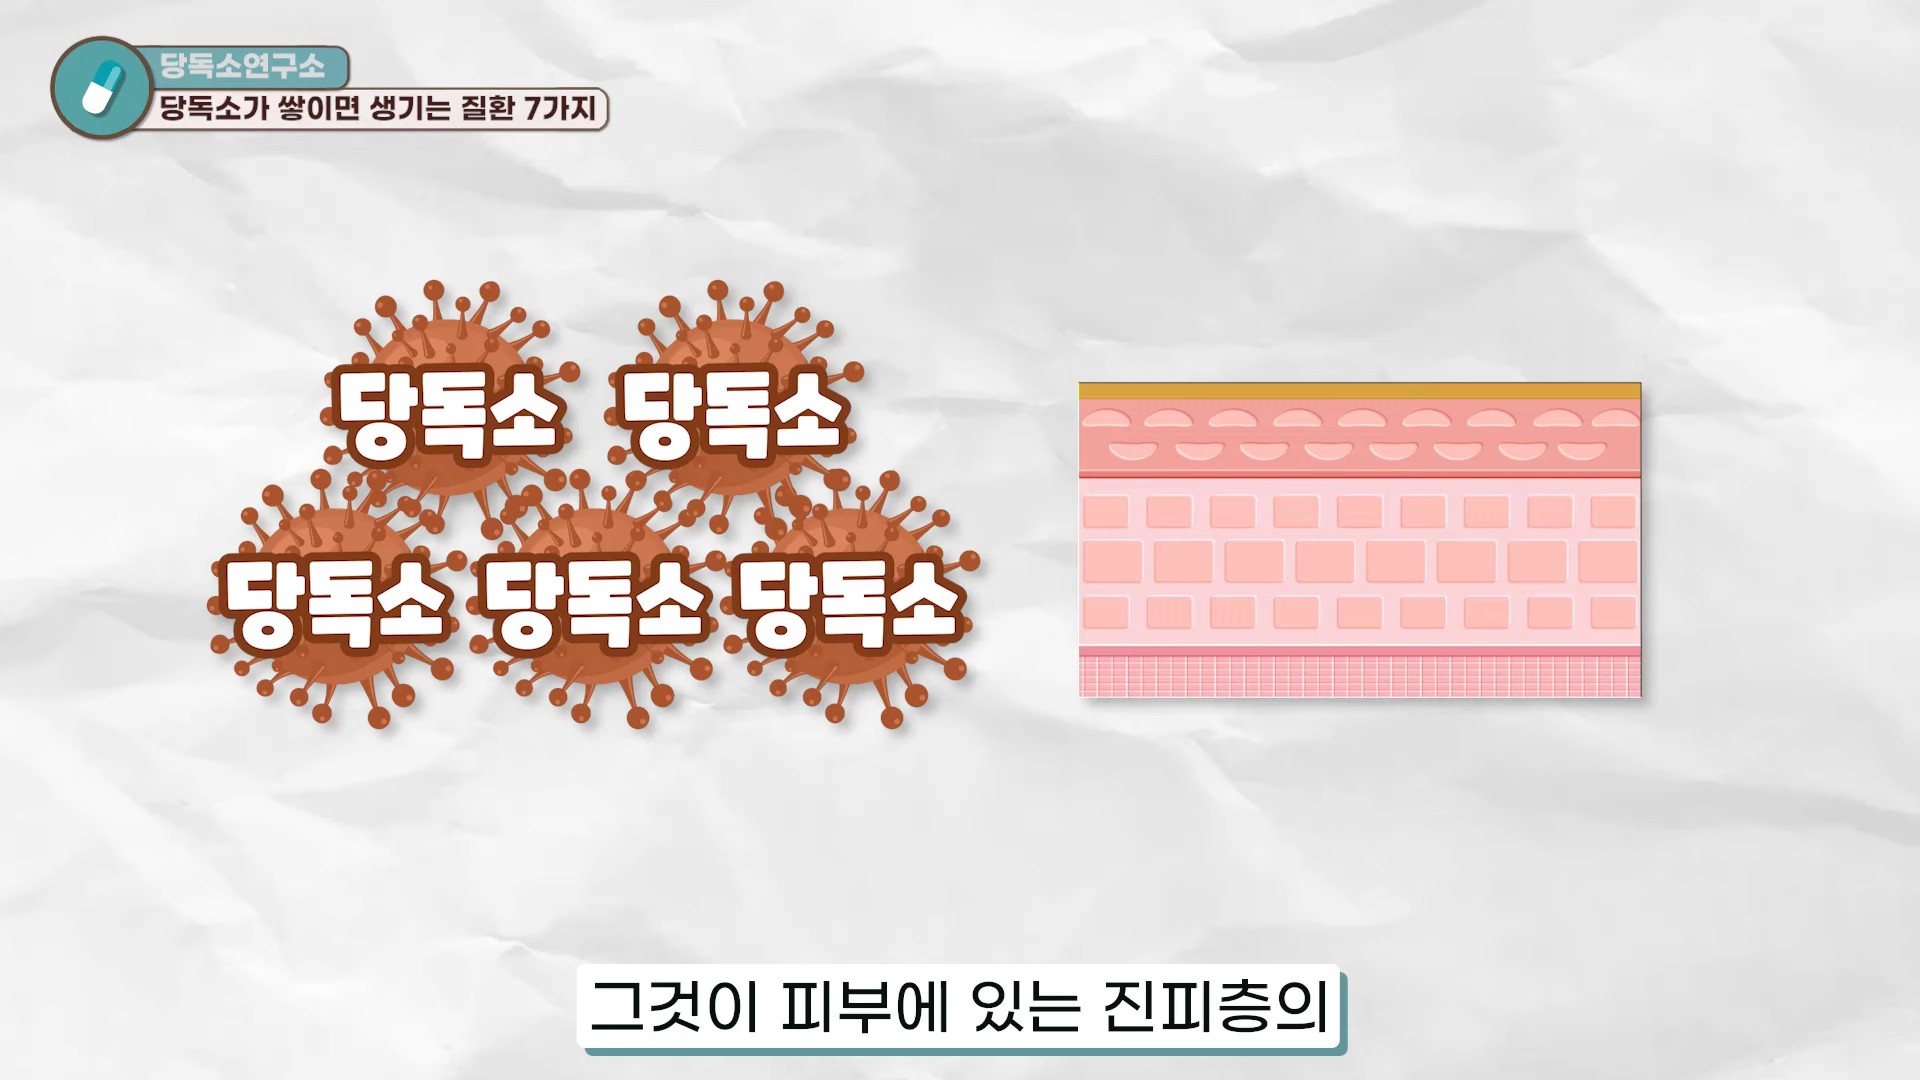 당독소연구소
당독소가 쌓이면 생기는 질환 7가지
당독소 당독소
당독소 당독소 당독소
그것이 피부에 있는 진피층의